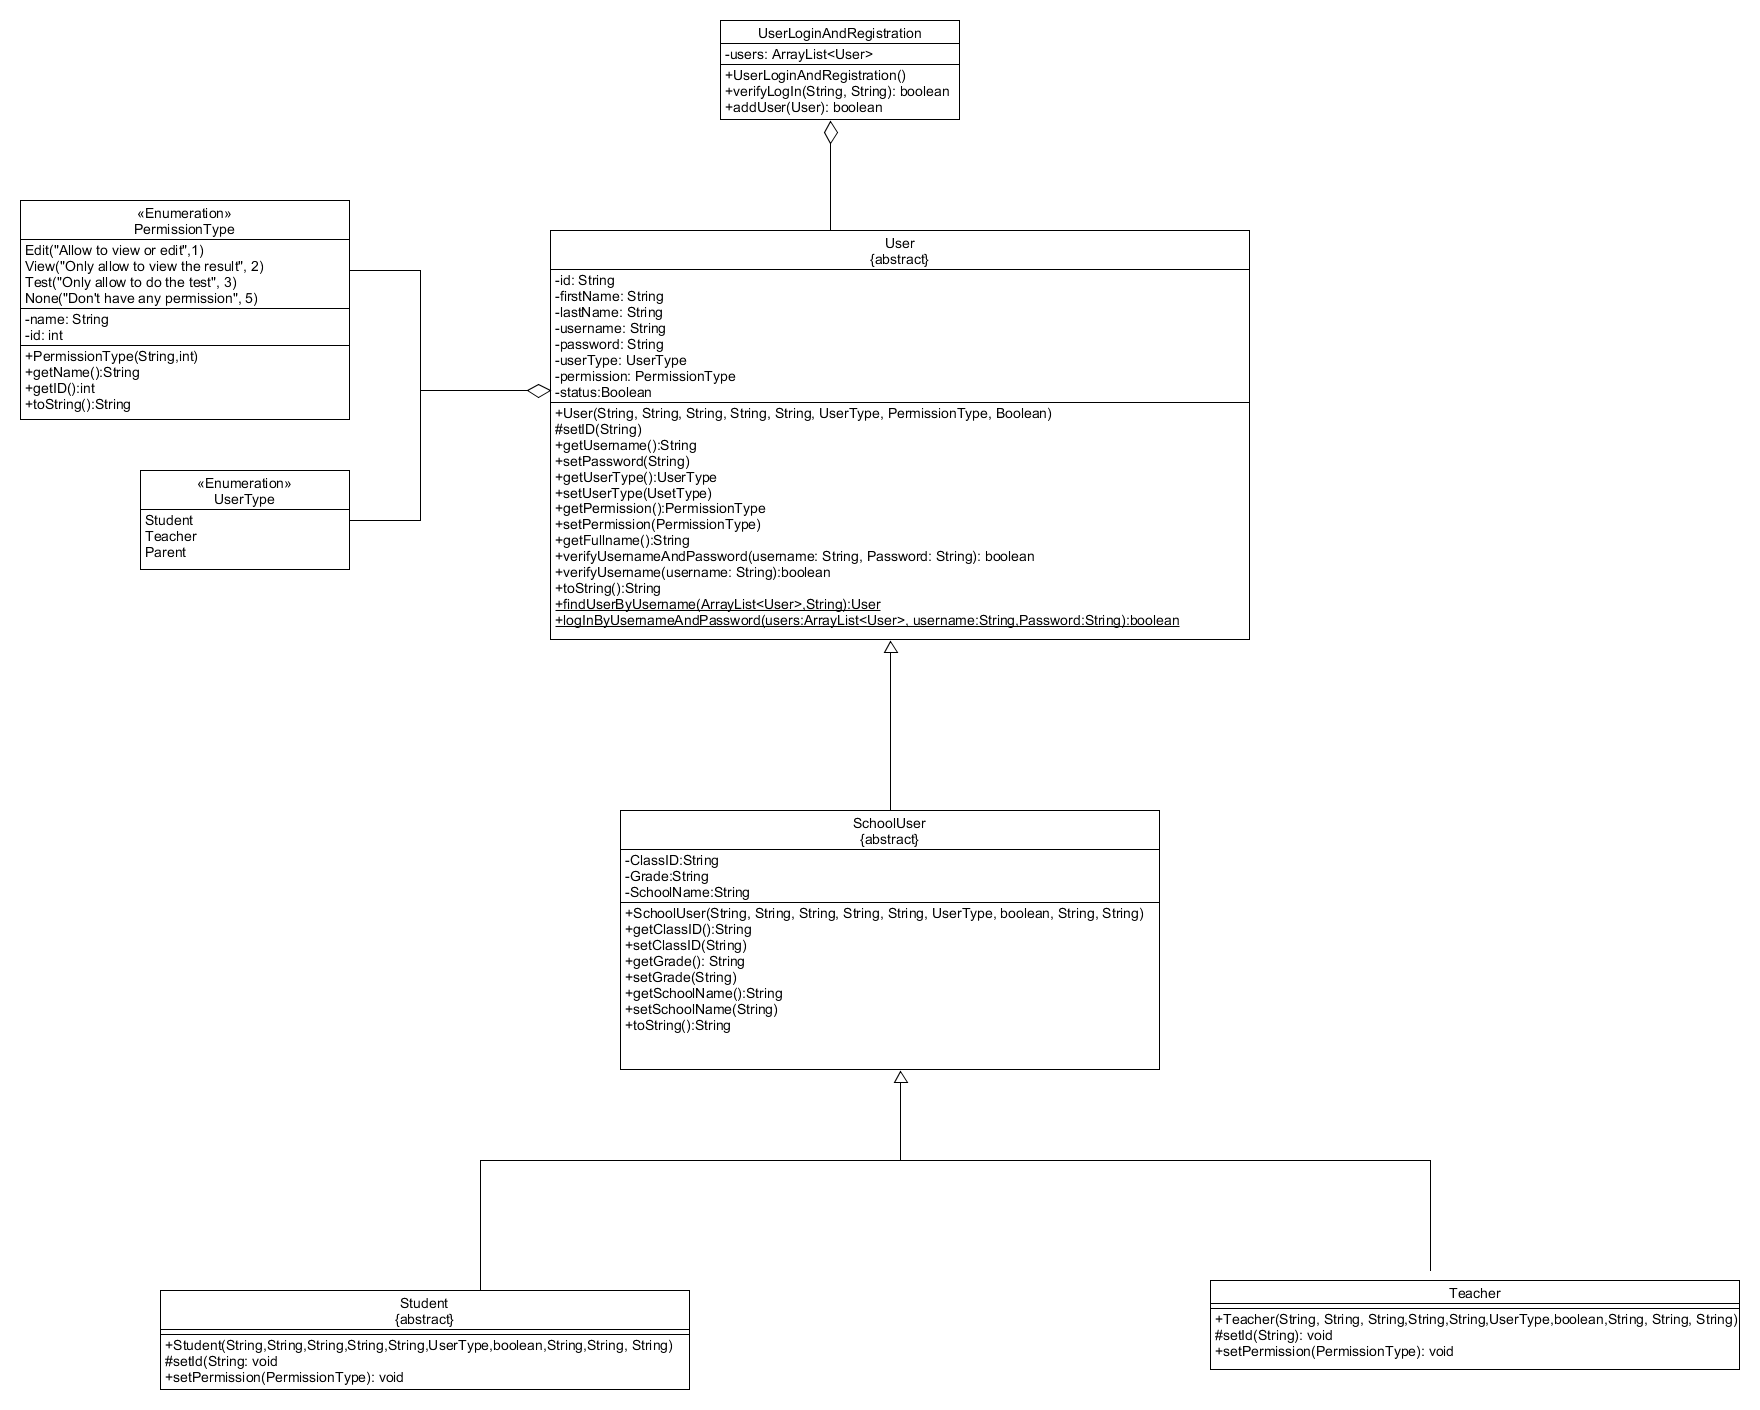 UserLoginAndRegistration
-users: ArrayList<User>
+UserLoginAndRegistration()
+verifyLogIn(String, String): boolean
+addUser(User): boolean
«Enumeration»
PermissionType
Edit("Allow to view or edit",1)
View("Only allow to view the result", 2)
Test("Only allow to do the test", 3)
None("Don't have any permission", 5)
-name: String
-id: int
+PermissionType(String,int)
+getName():String
+getID():int
+toString():String
«Enumeration»
UserType
Student
Teacher
Parent
User
{abstract}
-id: String
-firstName: String
-lastName: String
-username: String
-password: String
-userType: UserType
-permission: PermissionType
-status:Boolean
+User(String, String, String, String, String, UserType, PermissionType, Boolean)
#setID(String)
+getUsername():String
+setPassword(String)
+getUserType():UserType
+setUserType(UsetType)
+getPermission():PermissionType
+setPermission(PermissionType)
+getFullname():String
+verifyUsernameAndPassword(username: String, Password: String): boolean
+verifyUsername(username: String):boolean
+toString():String
+findUserByUsername(ArrayList<User>,String):User
+logInByUsernameAndPassword(users:ArrayList<User>, username:String,Password:String):boolean
SchoolUser
{abstract}
-ClassID:String
-Grade:String
-SchoolName:String
+SchoolUser(String, String, String, String, String, UserType, boolean, String, String)
+getClassID():String
+setClassID(String)
+getGrade(): String
+setGrade(String)
+getSchoolName():String
+setSchoolName(String)
+toString():String
Student
{abstract}
+Student(String,String,String,String,String,UserType,boolean,String,String, String)
#setId(String: void
+setPermission(PermissionType): void
Teacher
+Teacher(String, String, String,String,String,UserType,boolean,String, String, String)
#setId(String): void
+setPermission(PermissionType): void